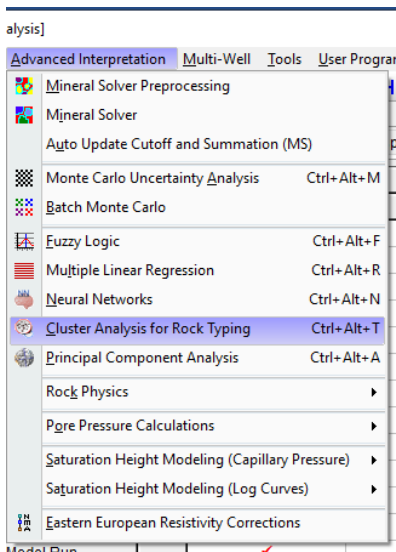 alysis]
Advanced Interpretation Multi-Well Tools User Progra
Mineral Solver Preprocessing
Mineral Solver
Auto Update Cutoff and Summation (MS)
Monte Carlo Uncertainty Analysis Ctrl+Alt+M
Batch Monte Carlo
Fuzzy Logic Ctrl+Alt+F
Multiple Linear Regression Ctrl+Alt+R
Neural Networks Ctrl+Alt+N
Cluster Analysis for Rock Typing Ctrl+Alt+T
Principal Component Analysis Ctrl+Alt+A
Rock Physics
Pore Pressure Calculations
Saturation Height Modeling (Capillary Pressure)
Saturation Height Modeling (Log Curves)
Eastern European Resistivity Corrections
Model Run